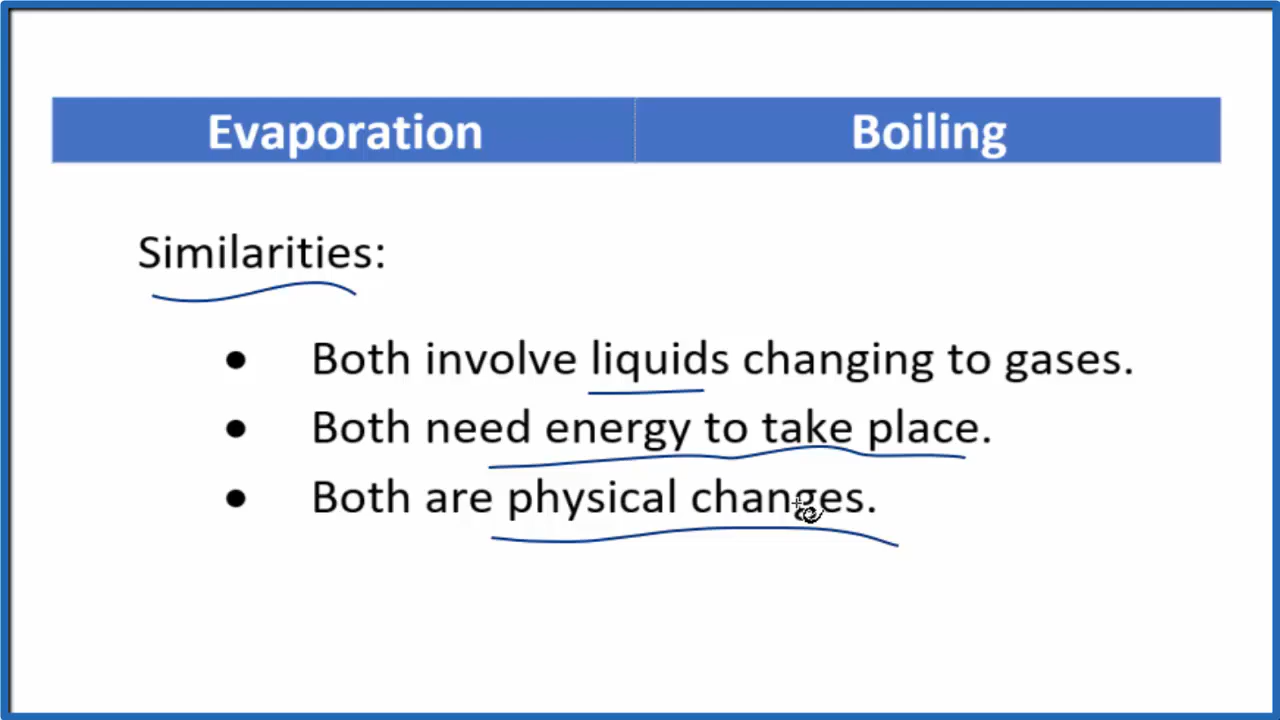 Evaporation
Boiling
Similarities:
● Both involve liquids changing to gases.
● Both need energy to take place.
● Both are physical changes.